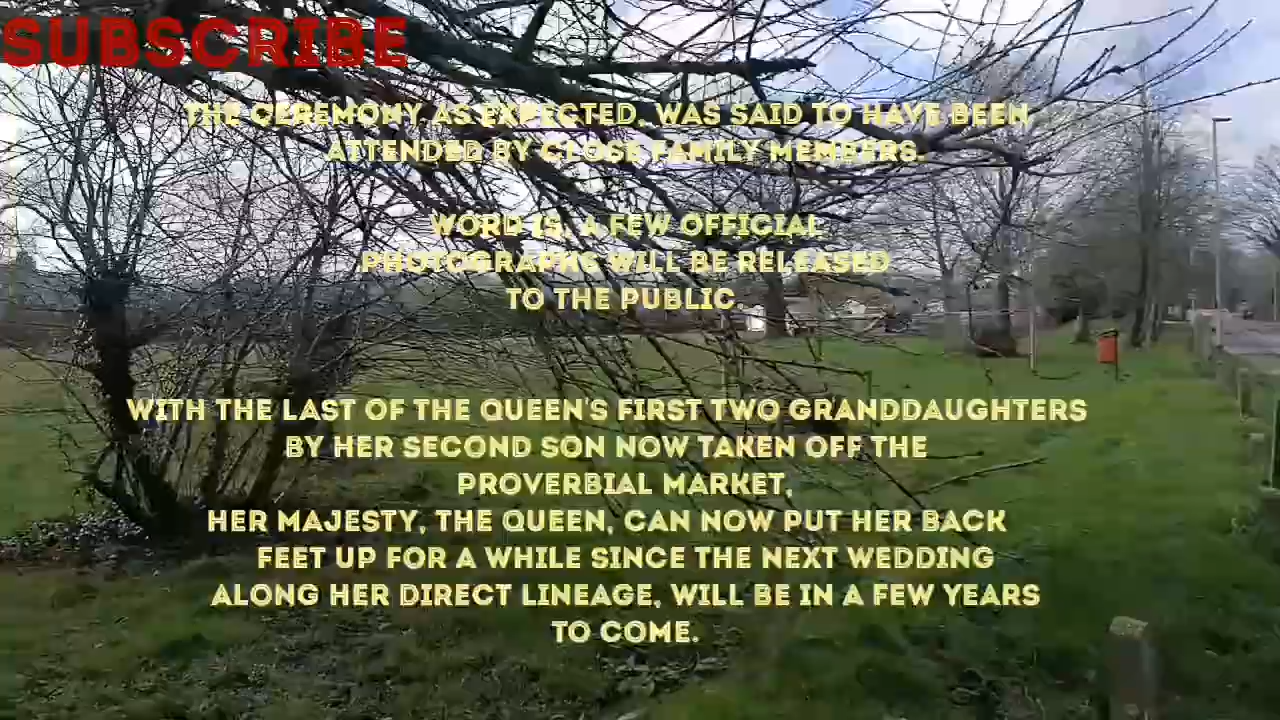 SUBSCRIBE
THE CEREMONY AS EXPECTED, WAS SAID TO HAVE BEEN
ATTENDED BY CLOSE FAMILY MEMBERS.
WORD IS, A FEW OFFICIAL
PHOTOGRAPHS WILL BE RELEASED
TO THE PUBLIC.
WITH THE LAST OF THE QUEEN'S FIRST TWO GRANDDAUGHTERS
BY HER SECOND SON NOW TAKEN OFF THE
PROVERBIAL MARKET,
HER MAJESTY, THE QUEEN, CAN NOW PUT HER BACK
FEET UP FOR A WHILE SINCE THE NEXT WEDDING
ALONG HER DIRECT LINEAGE, WILL BE IN A FEW YEARS
TO COME.